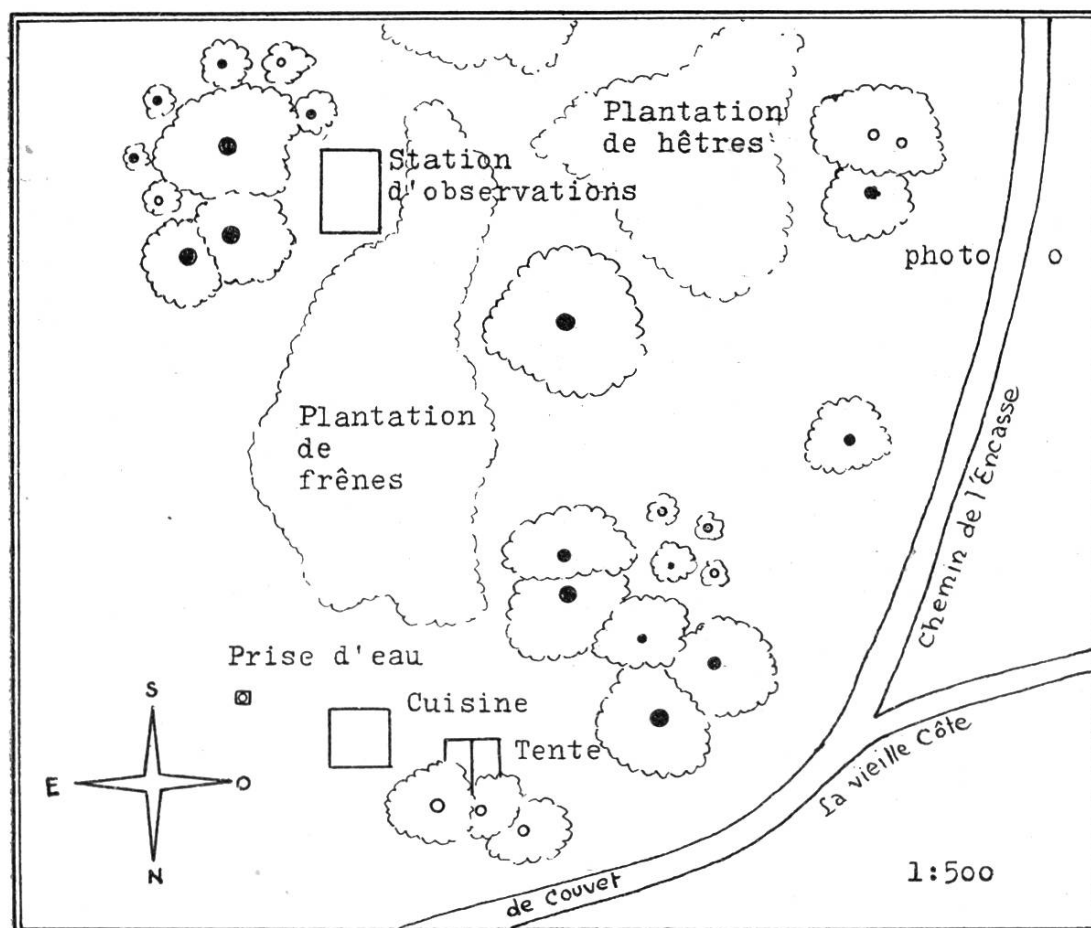 Plantation
de hêtres
Station
d'observations
photo
Plantation
de
frênes
Chemin de l'Encasse
Prise d'eau
S
Cuisine
Tente
E
O
N
La vieille Côte
de Couvet
1:500